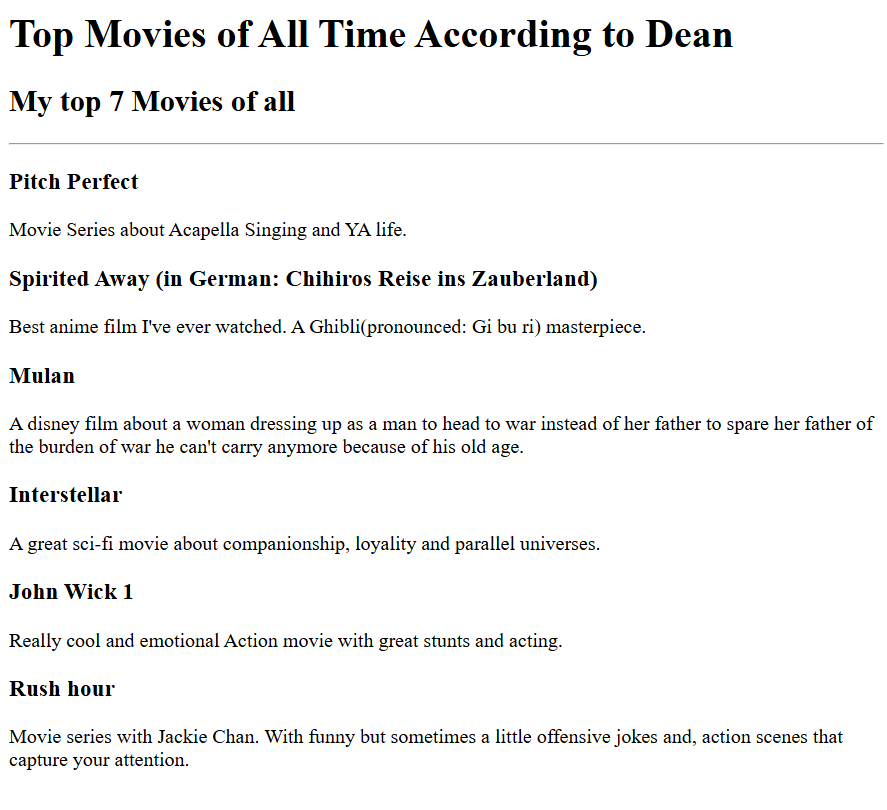 Top Movies of All Time According to Dean
My top 7 Movies of all
Pitch Perfect
Movie Series about Acapella Singing and YA life.
Spirited Away (in German: Chihiros Reise ins Zauberland)
Best anime film I've ever watched. A Ghibli(pronounced: Gi bu ri) masterpiece.
Mulan
A disney film about a woman dressing up as a man to head to war instead of her father to spare her father of
the burden of war he can't carry anymore because of his old age.
Interstellar
A great sci-fi movie about companionship, loyality and parallel universes.
John Wick 1
Really cool and emotional Action movie with great stunts and acting.
Rush hour
Movie series with Jackie Chan. With funny but sometimes a little offensive jokes and, action scenes that
capture your attention.